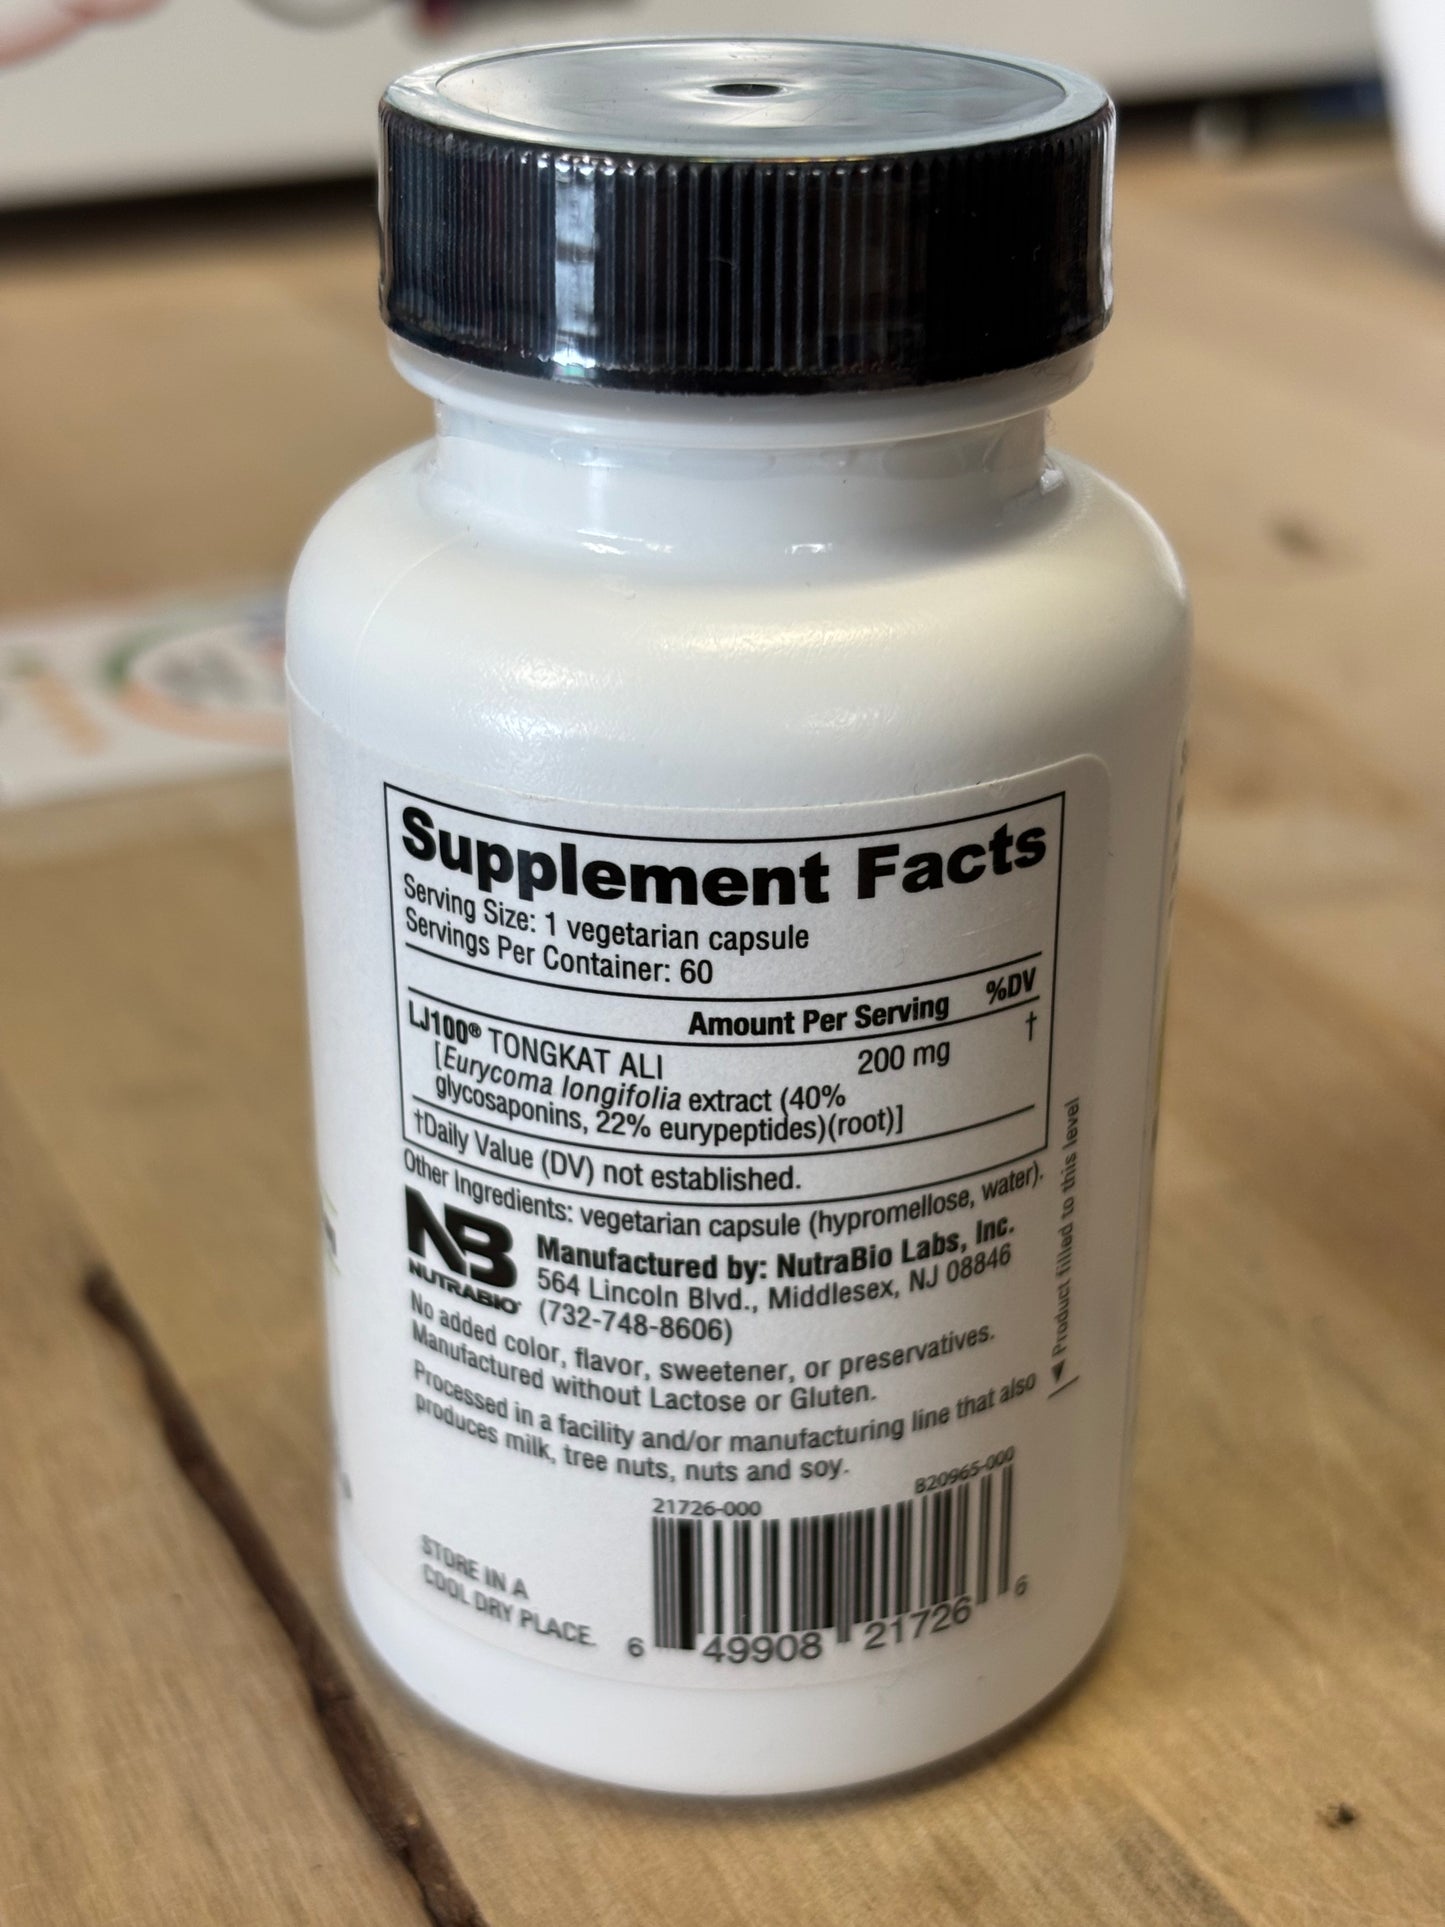 Supplement Facts
Serving Size: 1 vegetarian capsule
Servings Per Container: 60
Amount Per Serving %DV
LJ100® TONGKAT ALI 200 mg †
[Eurycoma longifolia extract (40%
glycosaponins, 22% eurypeptides)(root)]
†Daily Value (DV) not established.
Other Ingredients: vegetarian capsule (hypromellose, water).
NB
NUTRABIO®
Manufactured by: NutraBio Labs, Inc.
564 Lincoln Blvd., Middlesex, NJ 08846
(732-748-8606)
No added color, flavor, sweetener, or preservatives.
Manufactured without Lactose or Gluten.
Processed in a facility and/or manufacturing line that also
produces milk, tree nuts, nuts and soy.
Product filled to this level
21726-000
B20965-000
STORE IN A
COOL DRY PLACE.
6 49908 21726 6